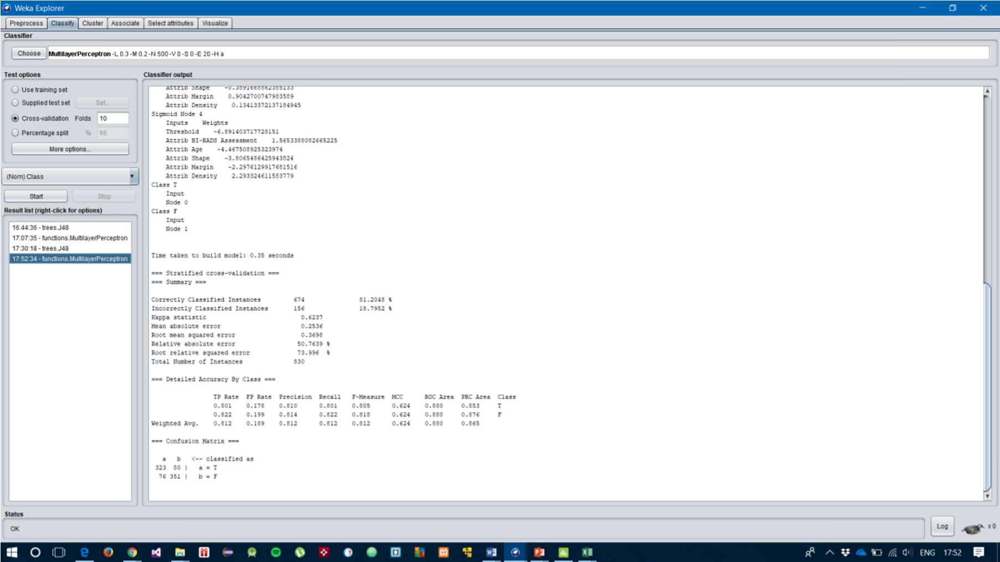 Weka Explorer
Preprocess Classify Cluster Associate Select attributes Visualize
Classifier
Choose MultilayerPerceptron -L 0.3 -M 0.2 -N 500 -V 0 -S 0 -E 20 -H a
Test options
Use training set
Supplied test set Set...
Cross-validation Folds 10
Percentage split % 66
More options...
(Nom) Class
Start Stop
Result list (right-click for options)
16:44:36 - trees.J48
17:07:35 - functions.MultilayerPerceptron
17:30:18 - trees.J48
17:52:34 - functions.MultilayerPerceptron
Classifier output
Attrib Shape -0.3891668862385133
Attrib Margin 0.9042700747983589
Attrib Density 0.13413372137184945
Sigmoid Node 4
Inputs Weights
Threshold -6.891403717728151
Attrib BI-RADS Assessment 1.5653388082665225
Attrib Age -4.467508925323974
Attrib Shape -3.8065486425943824
Attrib Margin -2.2976129917681516
Attrib Density 2.293324611583779
Class T
Input
Node 0
Class F
Input
Node 1
Time taken to build model: 0.35 seconds
=== Stratified cross-validation ===
=== Summary ===
Correctly Classified Instances 674 81.2048 %
Incorrectly Classified Instances 156 18.7952 %
Kappa statistic 0.6237
Mean absolute error 0.2536
Root mean squared error 0.3698
Relative absolute error 50.7639 %
Root relative squared error 73.996 %
Total Number of Instances 830
=== Detailed Accuracy By Class ===
TP Rate FP Rate Precision Recall F-Measure MCC ROC Area PRC Area Class
0.801 0.178 0.810 0.801 0.805 0.624 0.880 0.853 T
0.822 0.199 0.814 0.822 0.818 0.624 0.880 0.876 F
Weighted Avg. 0.812 0.189 0.812 0.812 0.812 0.624 0.880 0.865
=== Confusion Matrix ===
a b <-- classified as
323 80 | a = T
76 351 | b = F
Status
OK
Log x 0
ENG 17:52